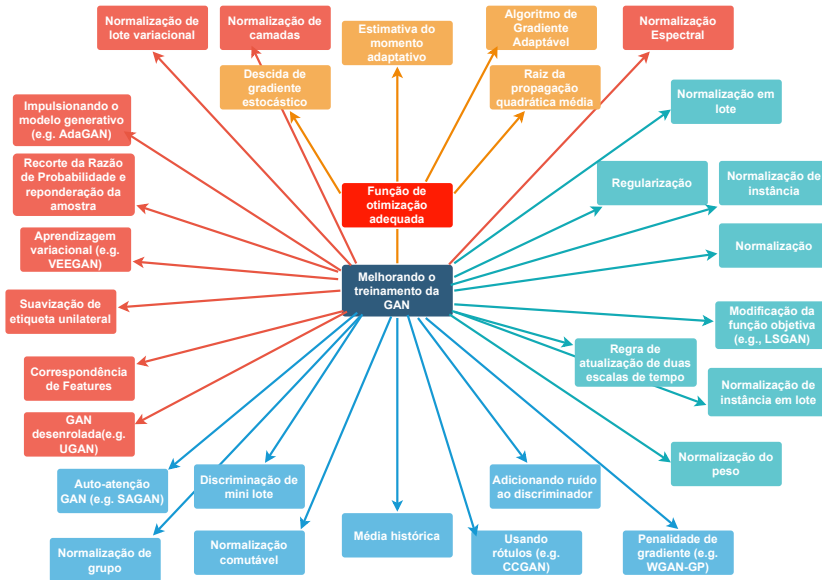 Normalização de
lote variacional
Normalização de
camadas
Estimativa do
momento
adaptativo
Algoritmo de
Gradiente
Adaptável
Normalização
Espectral
Descida de
gradiente
estocástico
Raiz da
propagação
quadrática média
Normalização em
lote
Impulsionando o
modelo generativo
(e.g. AdaGAN)
Recorte da Razão
de Probabilidade e
reponderação da
amostra
Função de
otimização
adequada
Regularização
Normalização de
instância
Aprendizagem
variacional (e.g.
VEEGAN)
Normalização
Melhorando o
treinamento da
GAN
Suavização de
etiqueta unilateral
Modificação da
função objetiva
(e.g., LSGAN)
Regra de
atualização de duas
escalas de tempo
Correspondência
de Features
Normalização de
instância em lote
GAN
desenrolada(e.g.
UGAN)
Normalização do
peso
Auto-atenção
GAN (e.g. SAGAN)
Discriminação de
mini lote
Adicionando ruido
ao discriminador
Normalização de
grupo
Normalização
comutável
Média histórica
Usando
rótulos (e.g.
CCGAN)
Penalidade de
gradiente (e.g.
WGAN-GP)